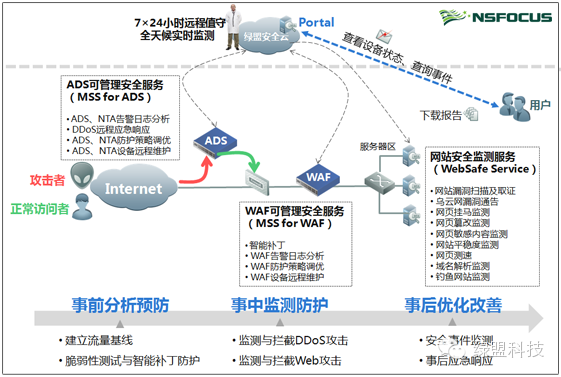 7×24小时远程值守
全天候实时监测
绿盟安全云
Portal
NSFOCUS
查看设备状态、查询事件
用户
下载报告
ADS可管理安全服务
（MSS for ADS）
• ADS、NTA告警日志分析
• DDoS远程应急响应
• ADS、NTA防护策略调优
• ADS、NTA设备远程维护
攻击者
正常访问者
Internet
ADS
WAF
服务器区
WAF可管理安全服务
（MSS for WAF）
• 智能补丁
• WAF告警日志分析
• WAF防护策略调优
• WAF设备远程维护
网站安全监测服务
（WebSafe Service）
• 网站漏洞扫描及取证
• 乌云网漏洞通告
• 网页挂马监测
• 网页篡改监测
• 网页敏感内容监测
• 网站平稳度监测
• 网页测速
• 域名解析监测
• 钓鱼网站监测
事前分析预防
事中监测防护
事后优化改善
• 建立流量基线
• 脆弱性测试与智能补丁防护
• 监测与拦截DDoS攻击
• 监测与拦截Web攻击
• 安全事件监测
• 事后应急响应
绿盟科技